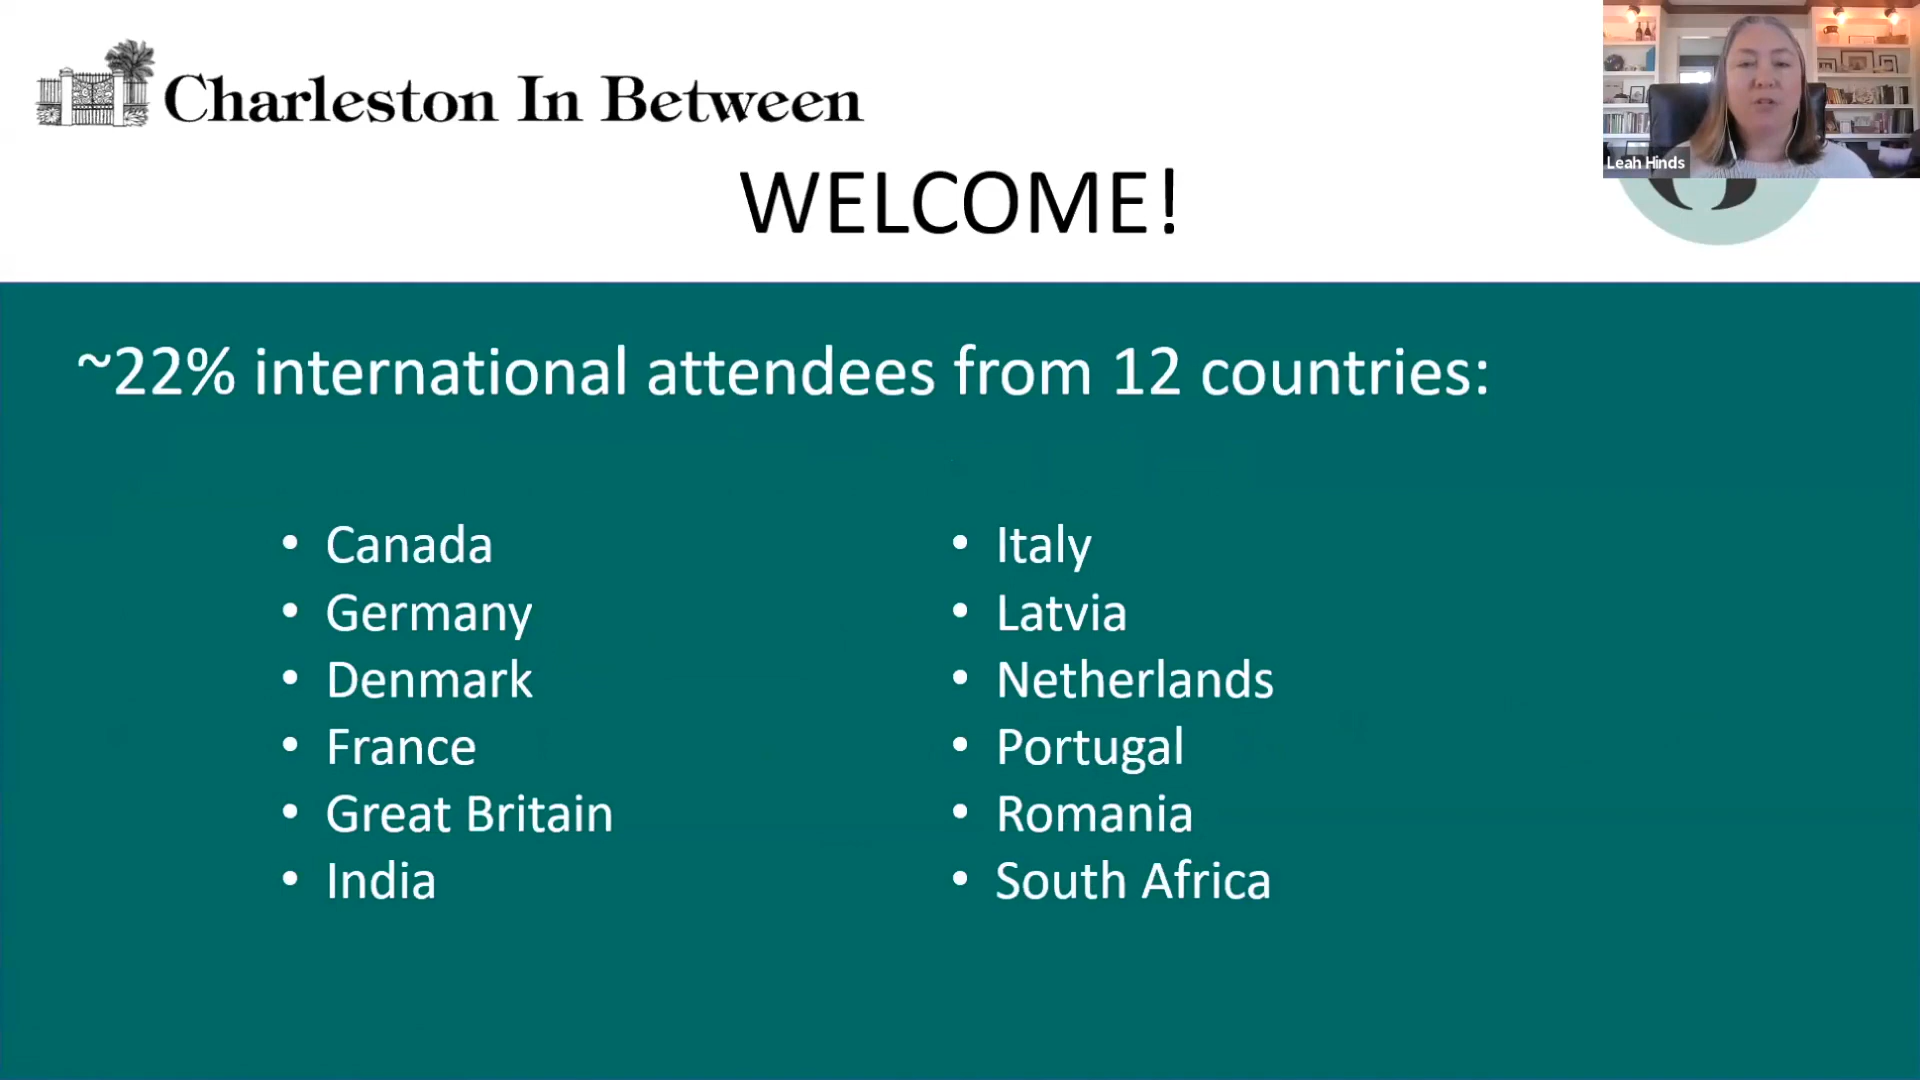 Charleston In Between
Leah Hinds
WELCOME!
~22% international attendees from 12 countries:
• Canada
• Germany
• Denmark
• France
• Great Britain
• India
• Italy
• Latvia
• Netherlands
• Portugal
• Romania
• South Africa